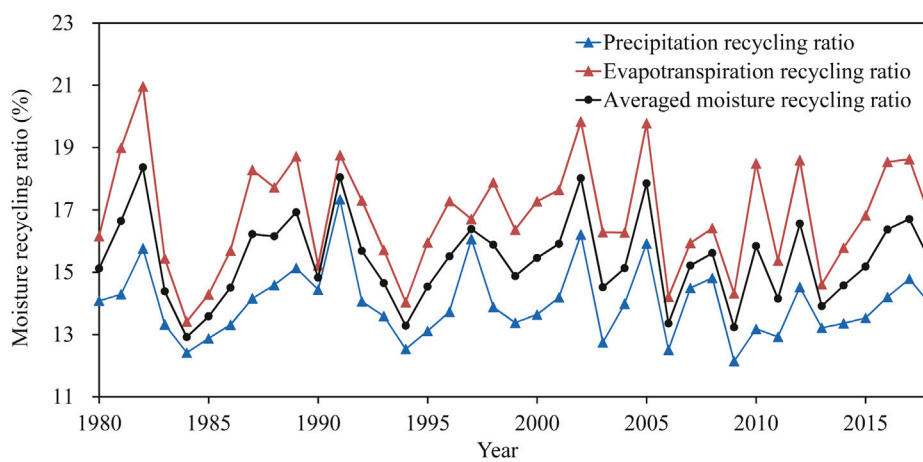 23
21
19
17
15
13
11
Moisture recycling ratio (%)
Precipitation recycling ratio
Evapotranspiration recycling ratio
Averaged moisture recycling ratio
1980 1985 1990 1995 2000 2005 2010 2015
Year